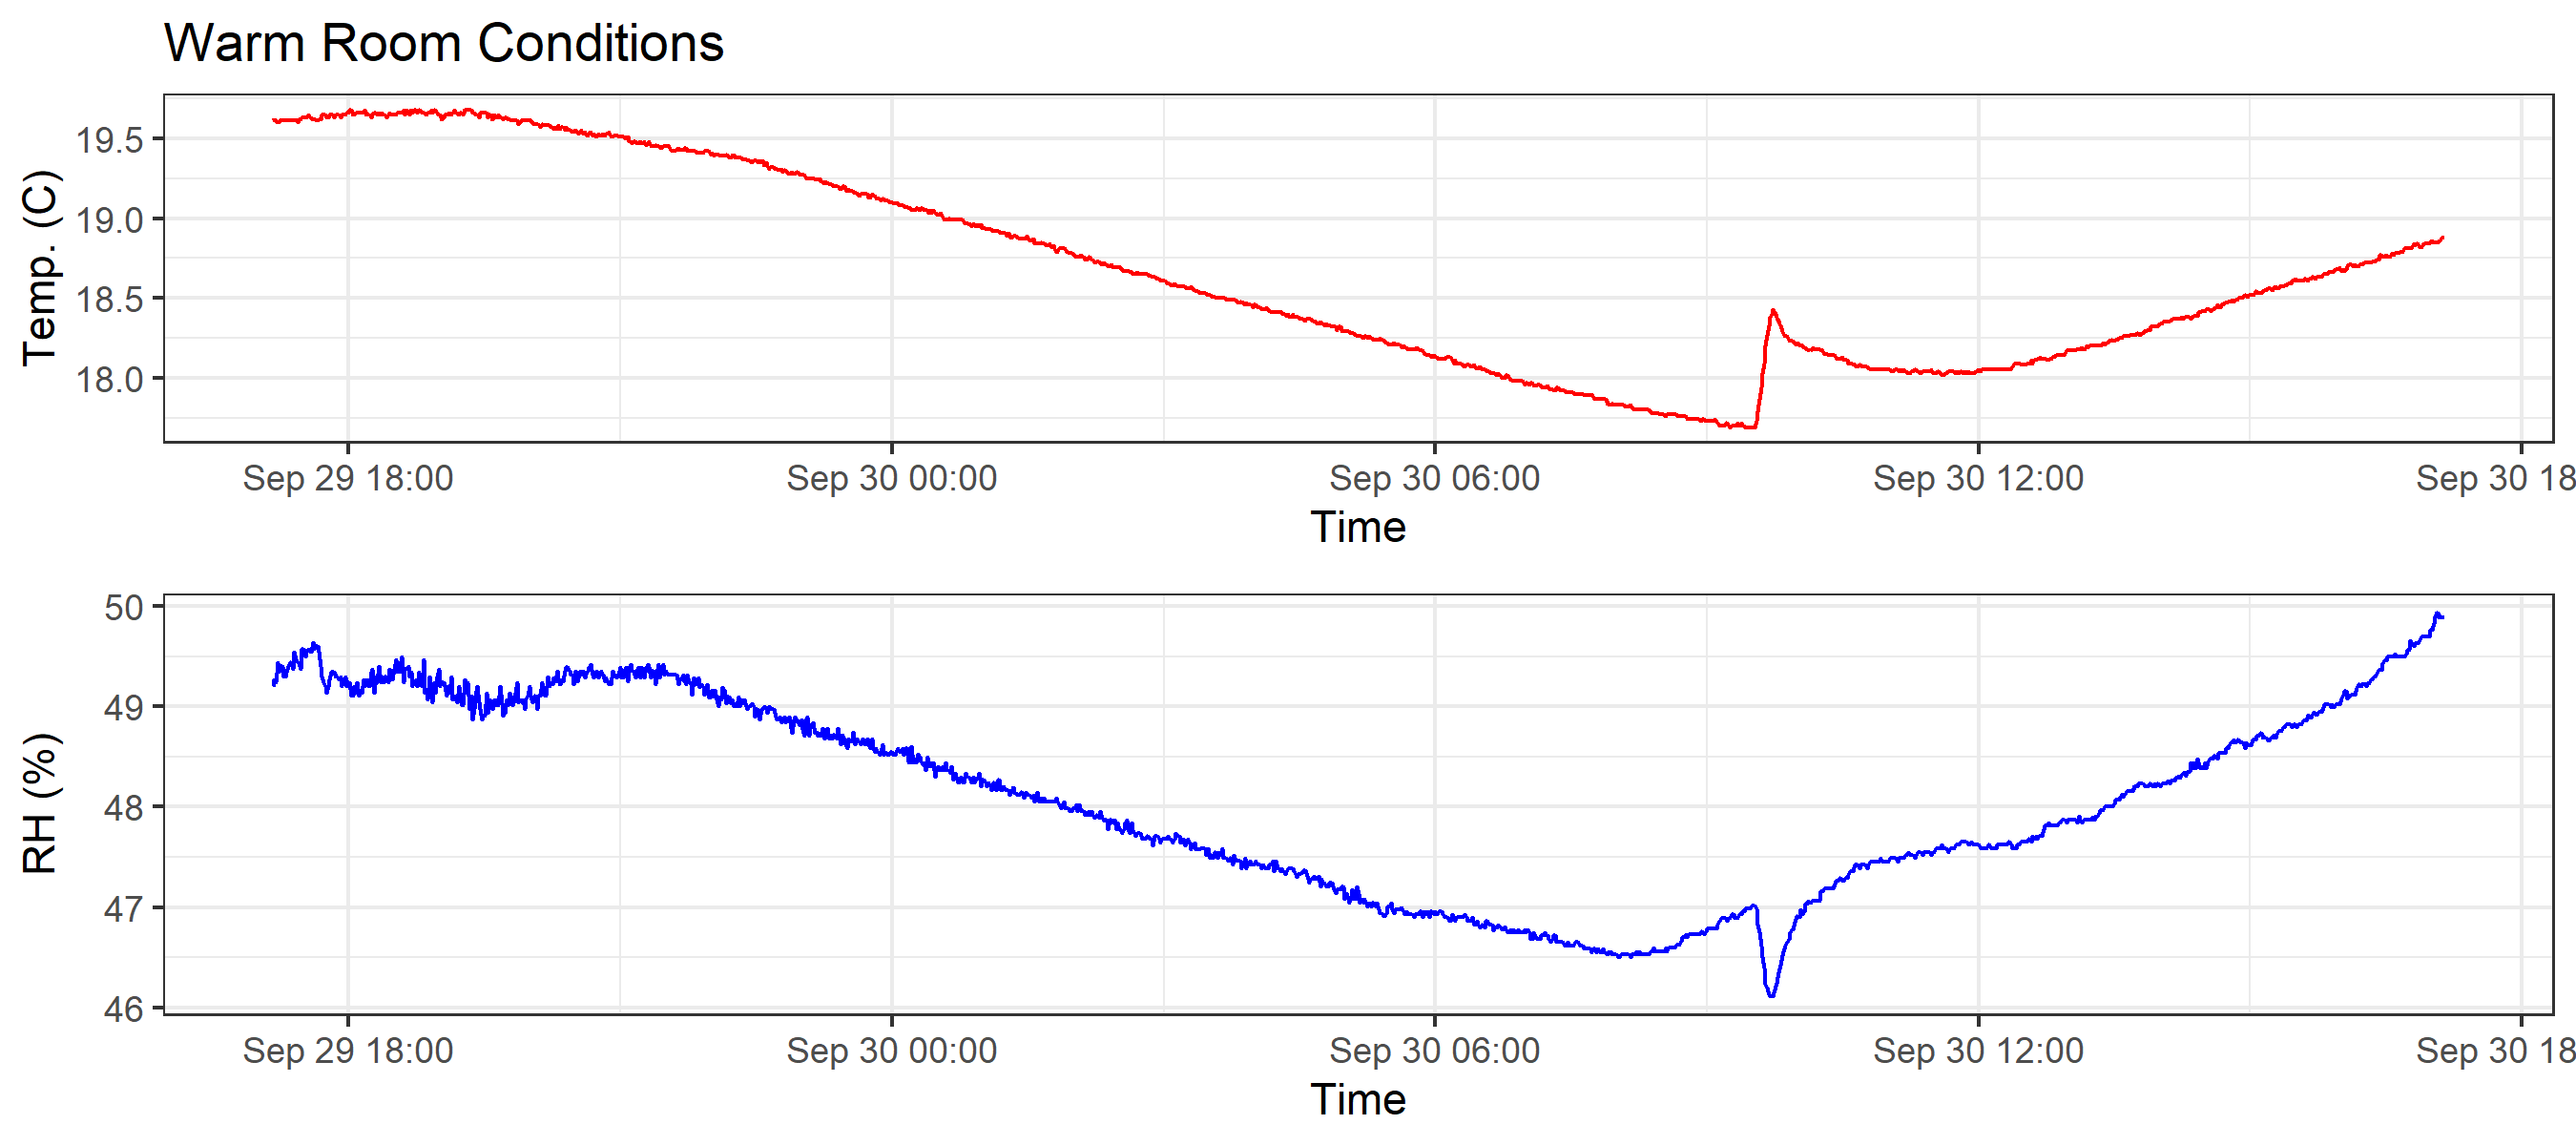 Warm Room Conditions
Temp. (C)
19.5
19.0
18.5
18.0
Sep 29 18:00 Sep 30 00:00 Sep 30 06:00 Sep 30 12:00 Sep 30 18
Time
RH (%)
50
49
48
47
46
Sep 29 18:00 Sep 30 00:00 Sep 30 06:00 Sep 30 12:00 Sep 30 18
Time